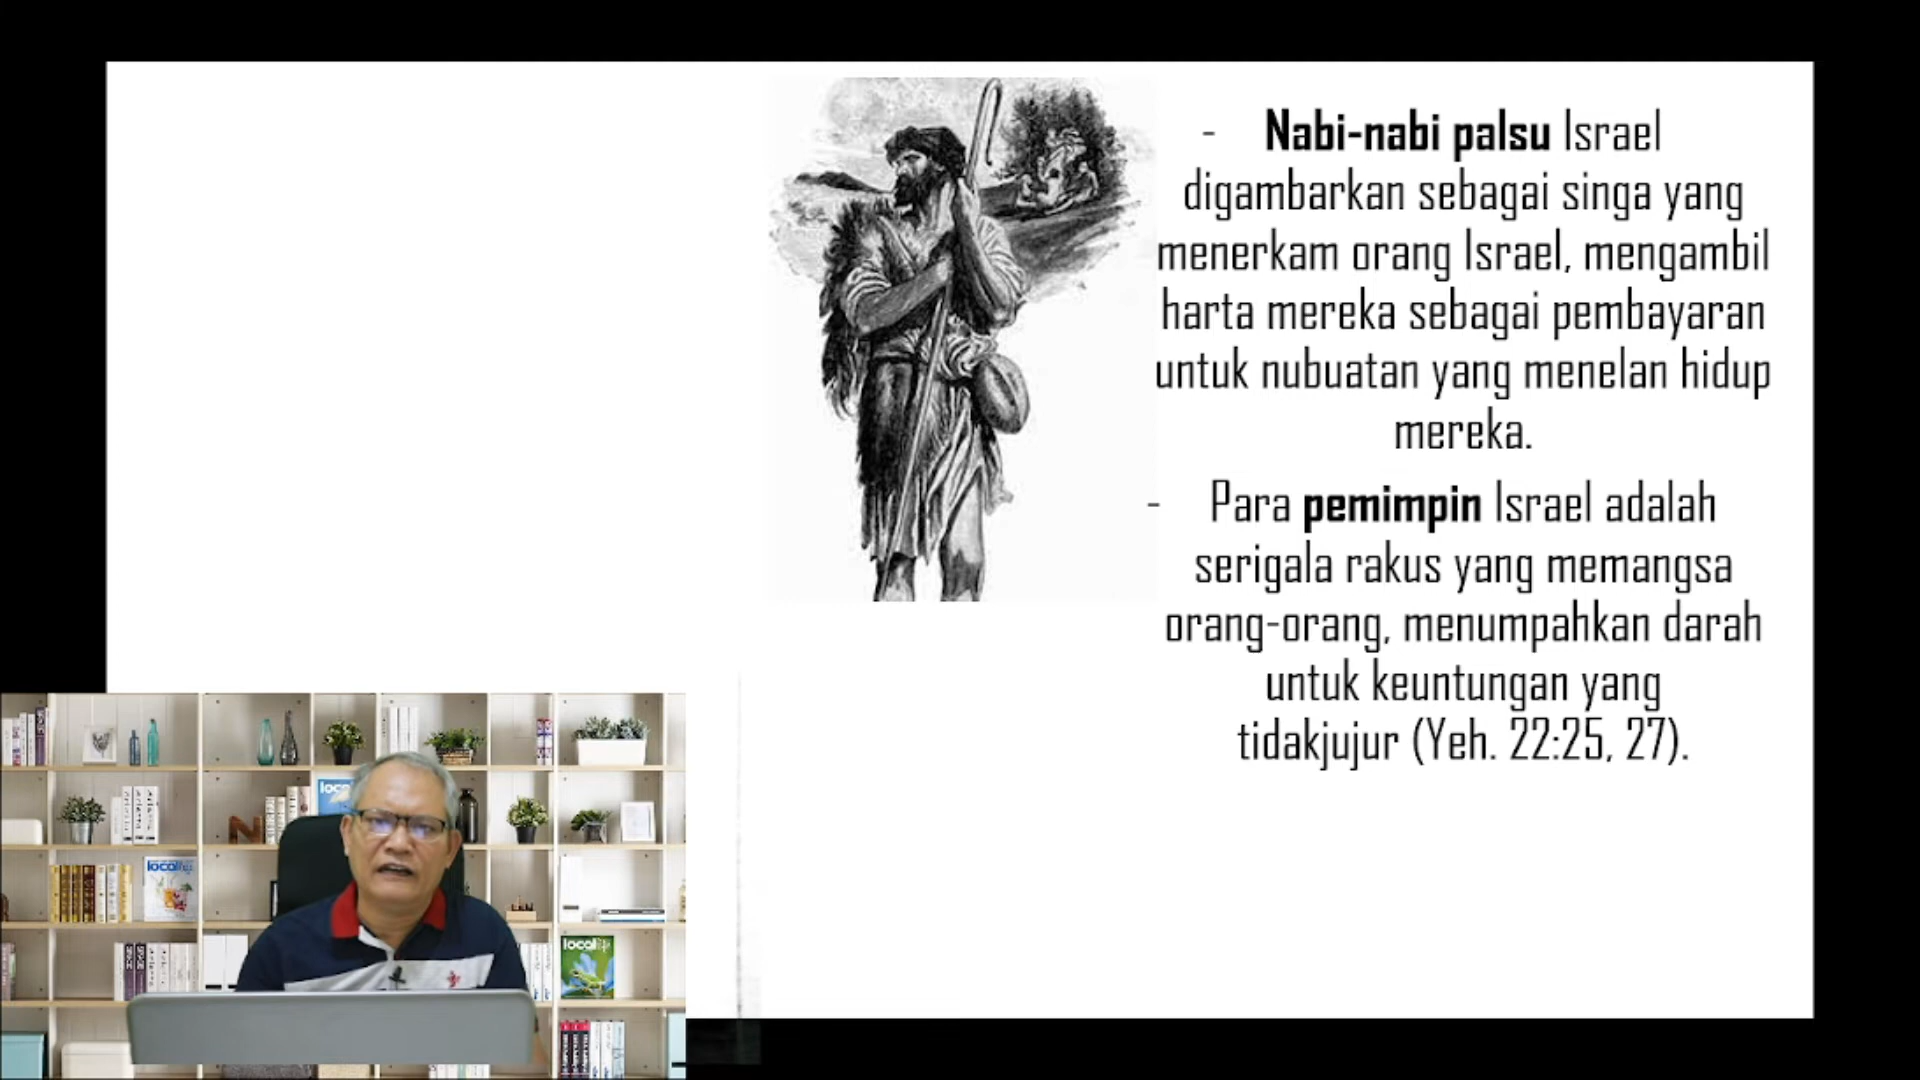 - Nabi-nabi palsu Israel
digambarkan sebagai singa yang
menerkam orang Israel, mengambil
harta mereka sebagai pembayaran
untuk nubuatan yang menelan hidup
mereka.
- Para pemimpin Israel adalah
serigala rakus yang memangsa
orang-orang, menumpahkan darah
untuk keuntungan yang
tidakjujur (Yeh. 22:25, 27).
local
local